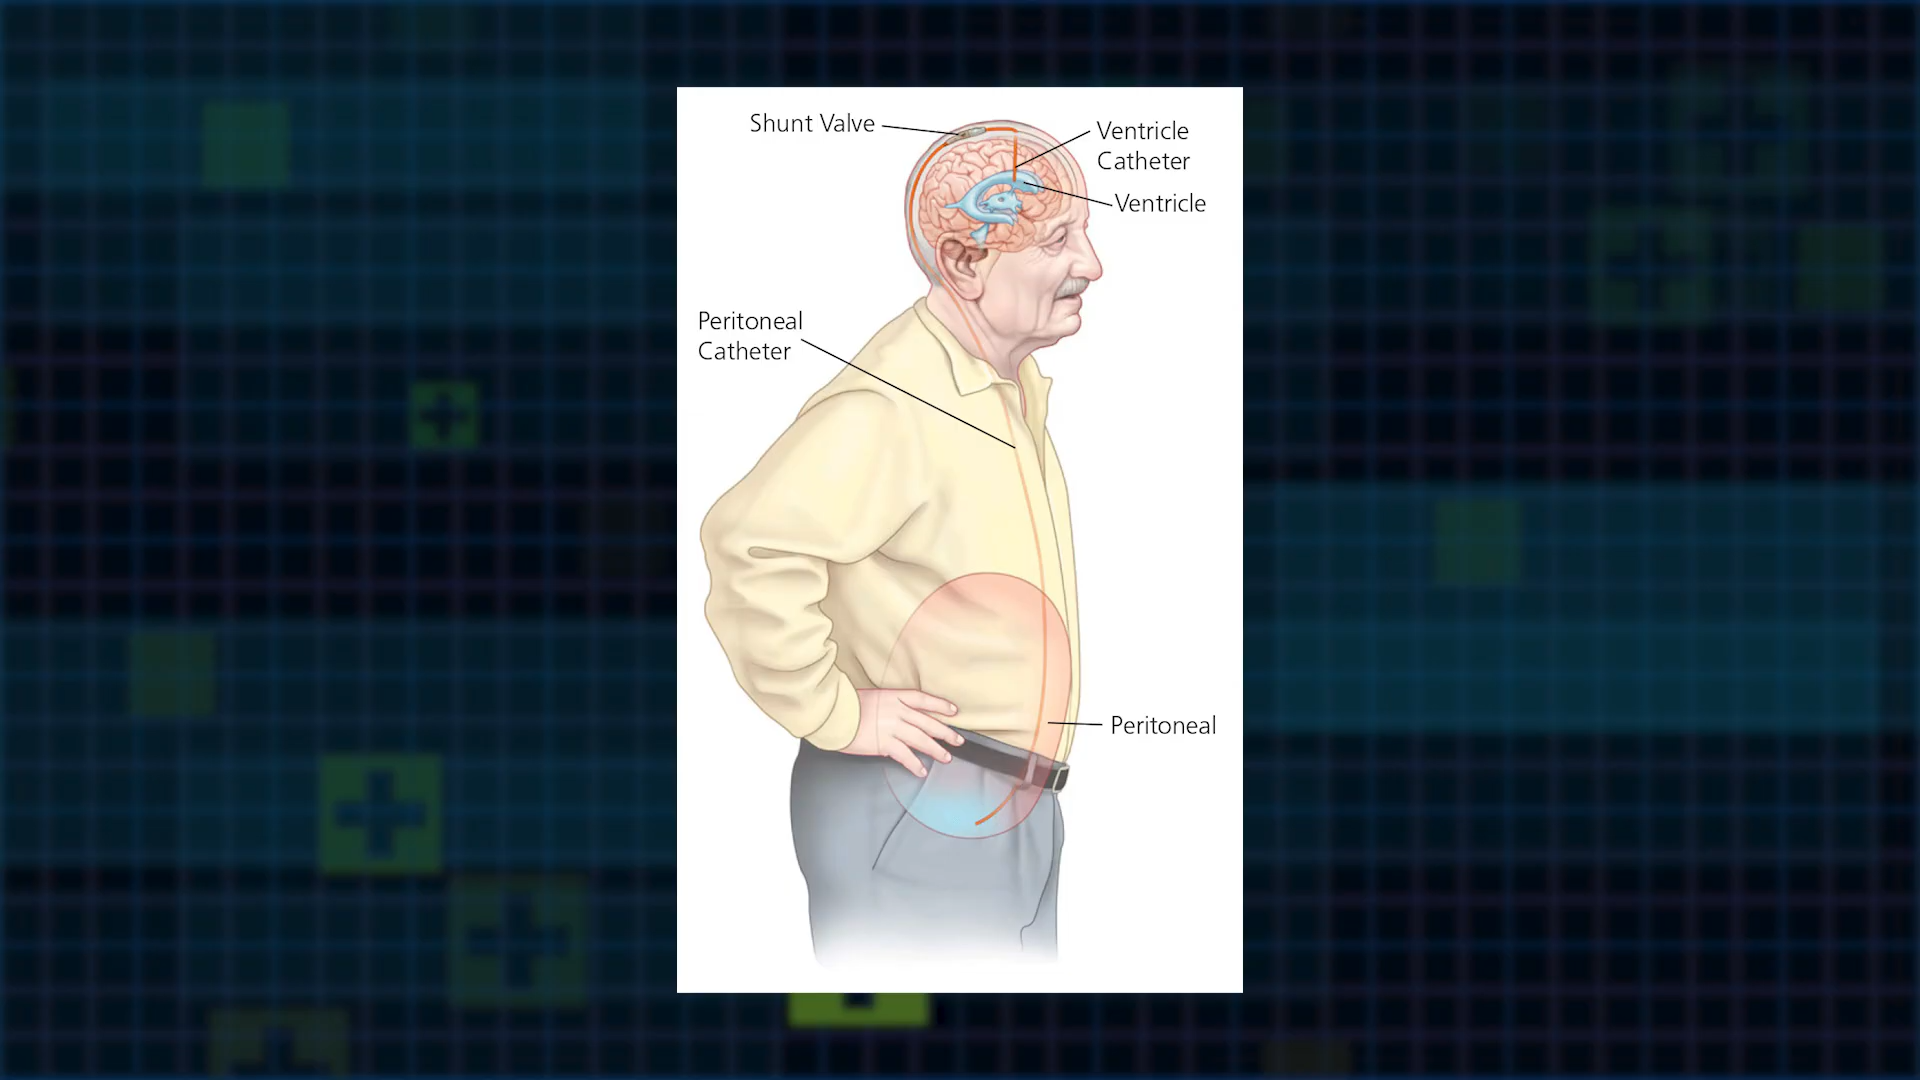 Shunt Valve
Ventricle
Catheter
Ventricle
Peritoneal
Catheter
Peritoneal